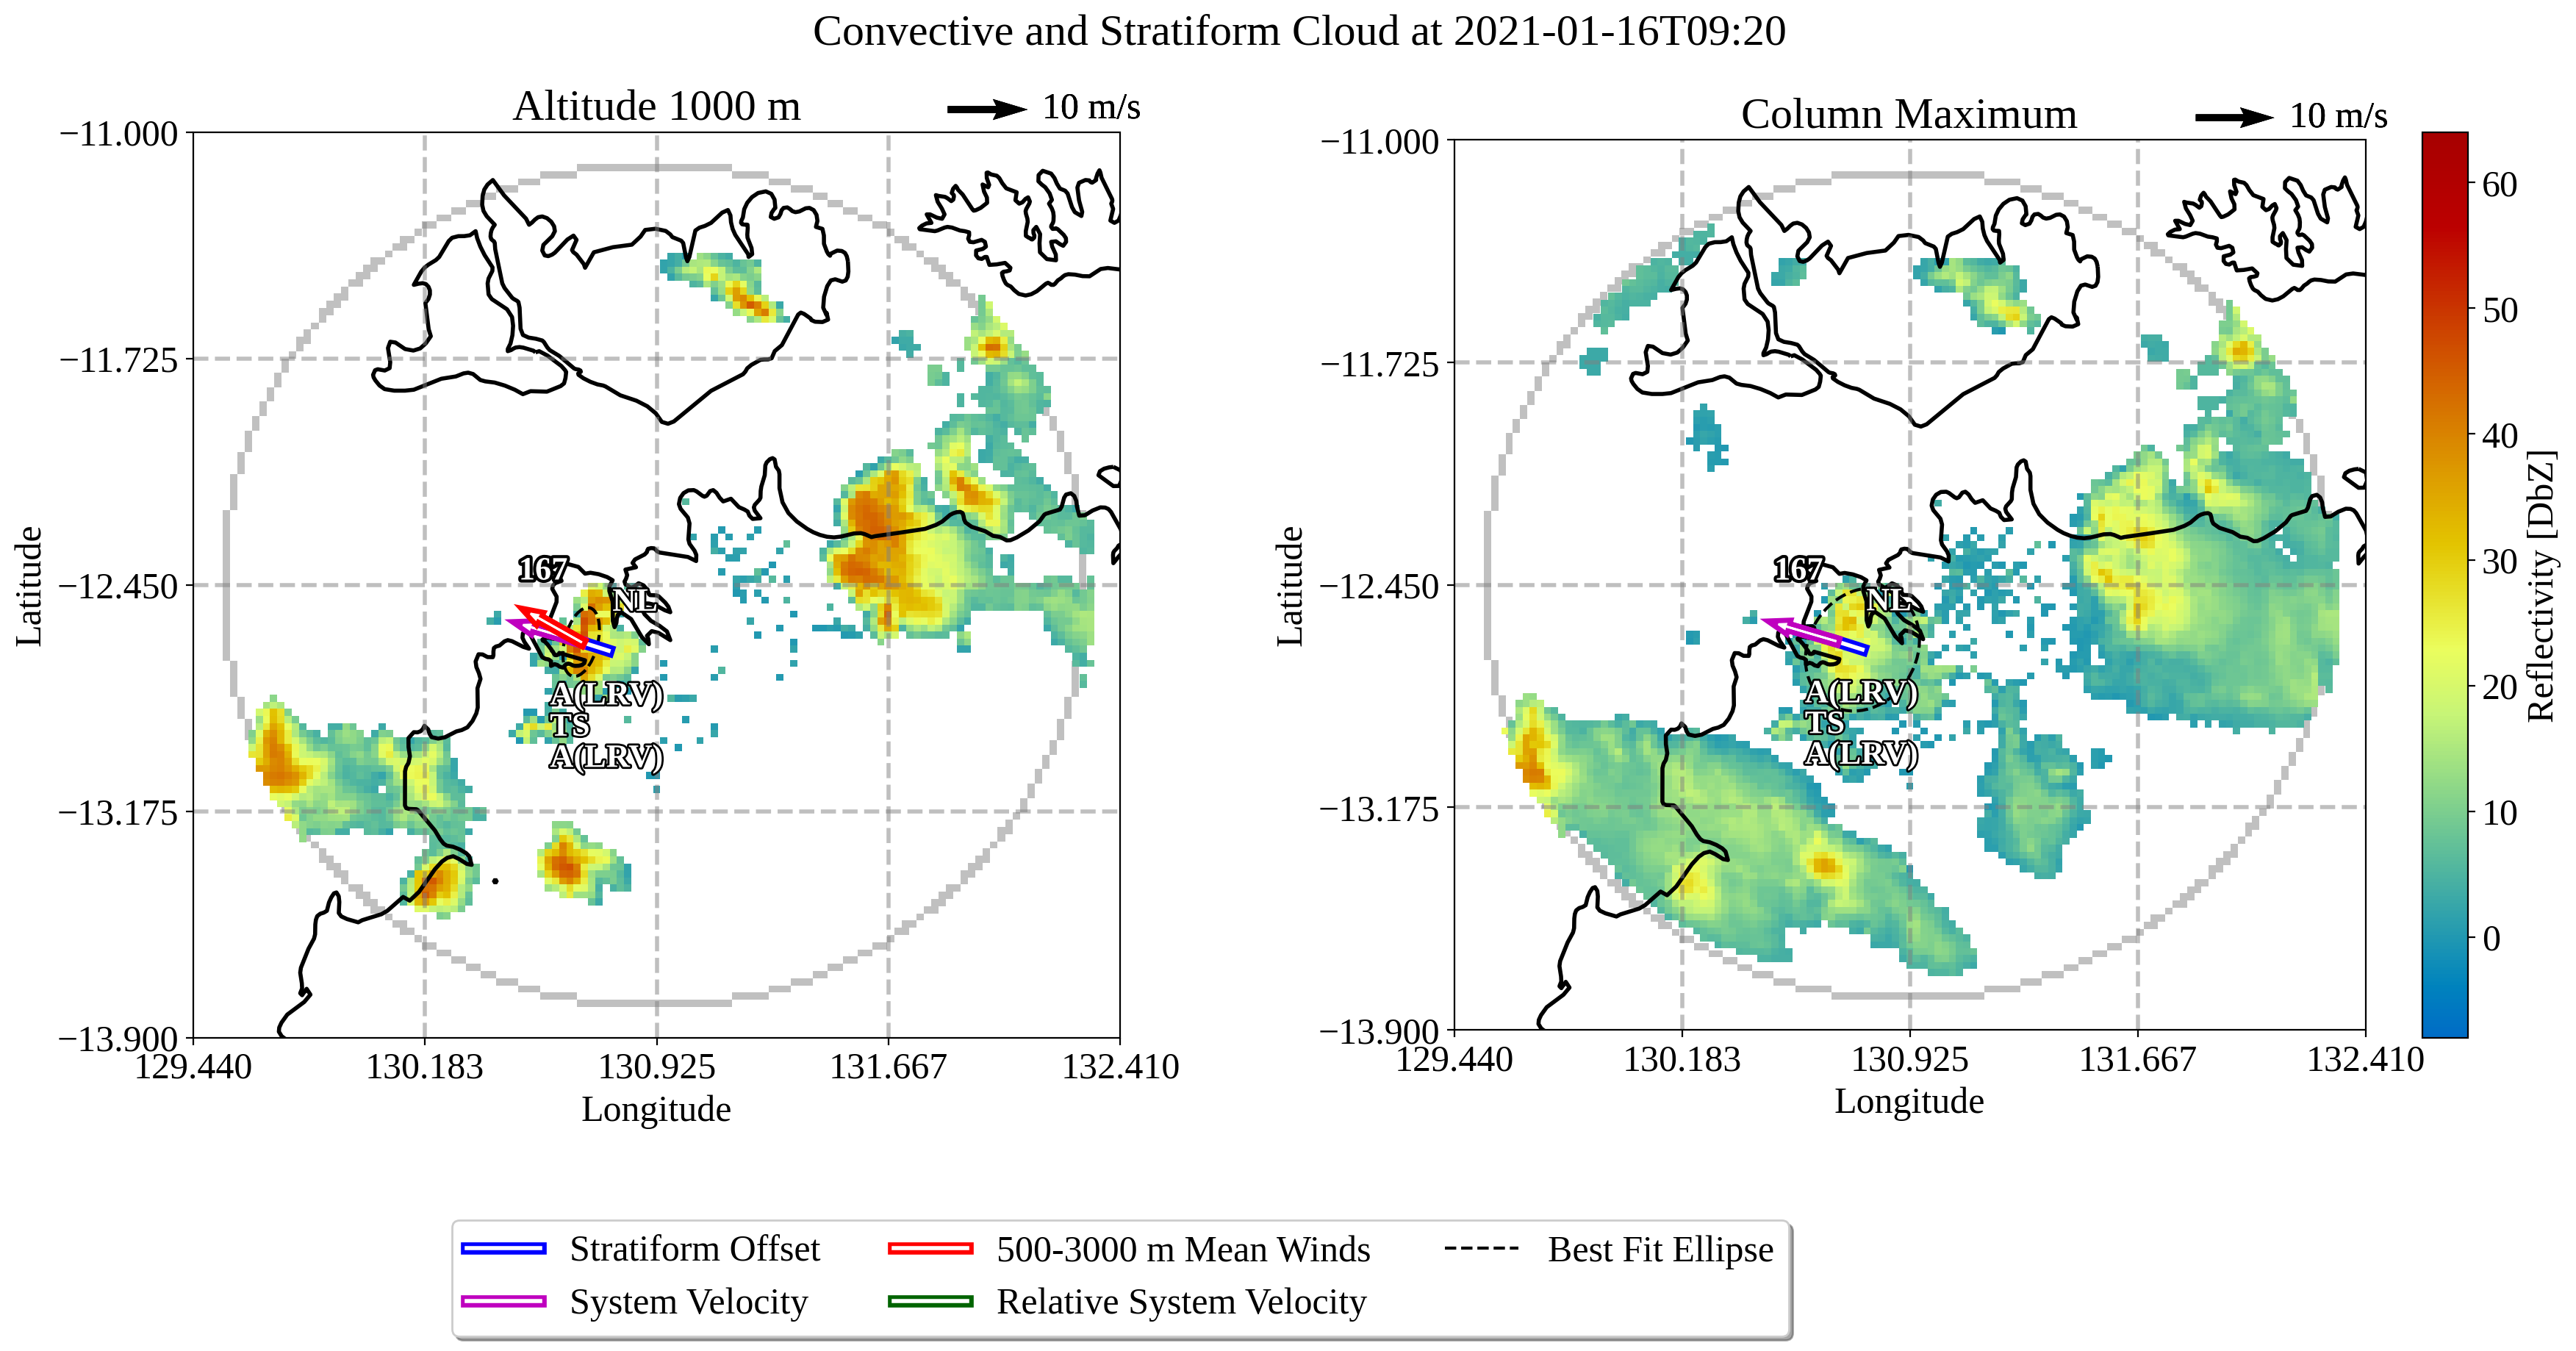 Convective and Stratiform Cloud at 2021-01-16T09:20
Altitude 1000 m
10 m/s
−11.000
−11.725
−12.450
−13.175
−13.900
129.440
130.183
130.925
131.667
132.410
Latitude
Longitude
167
NL
A(LRV)
TS
A(LRV)
Column Maximum
10 m/s
−11.000
−11.725
−12.450
−13.175
−13.900
129.440
130.183
130.925
131.667
132.410
Latitude
Longitude
167
NL
A(LRV)
TS
A(LRV)
60
50
40
30
20
10
0
Reflectivity [DbZ]
Stratiform Offset
System Velocity
500-3000 m Mean Winds
Relative System Velocity
Best Fit Ellipse